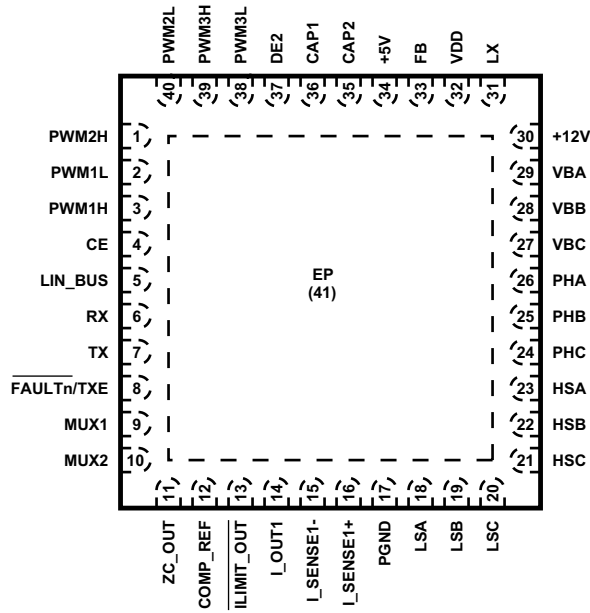 PWM2L
PWM3H
PWM3L
DE2
CAP1
CAP2
+5V
FB
VDD
LX
40
39
38
37
36
35
34
33
32
31
PWM2H 1
PWM1L 2
PWM1H 3
CE 4
LIN_BUS 5
RX 6
TX 7
FAULTn/TXE 8
MUX1 9
MUX2 10
EP
(41)
30 +12V
29 VBA
28 VBB
27 VBC
26 PHA
25 PHB
24 PHC
23 HSA
22 HSB
21 HSC
11
12
13
14
15
16
17
18
19
20
ZC_OUT
COMP_REF
ILIMIT_OUT
I_OUT1
I_SENSE1-
I_SENSE1+
PGND
LSA
LSB
LSC